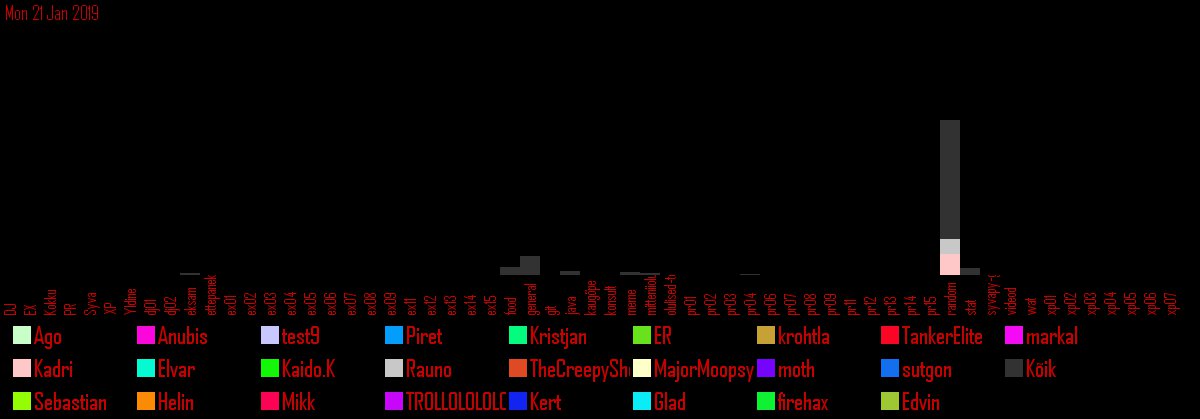 Mon 21 Jan 2019
DJ
EX
Kokku
PR
Syva
XP
Yldine
dj01
dj02
eksam
ettepanek
ex01
ex02
ex03
ex04
ex05
ex06
ex07
ex08
ex09
ex11
ex12
ex13
ex14
ex15
general
git
java
kaugõpe
konsult
meme
olulised-h
pr01
pr02
pr03
pr04
pr06
pr07
pr08
pr09
pr11
pr12
pr13
pr14
pr15
random
stat
videod
xp01
xp02
xp03
xp04
xp05
xp06
xp07
Ago Anubis test9 Piret Kristjan ER krohtla TankerElite markal
Kadri Elvar Kaido.K Rauno TheCreepySh MajorMoopsy moth sutgon Kõik
Sebastian Helin Mikk TROLLOLOLOLC Kert Glad firehax Edvin